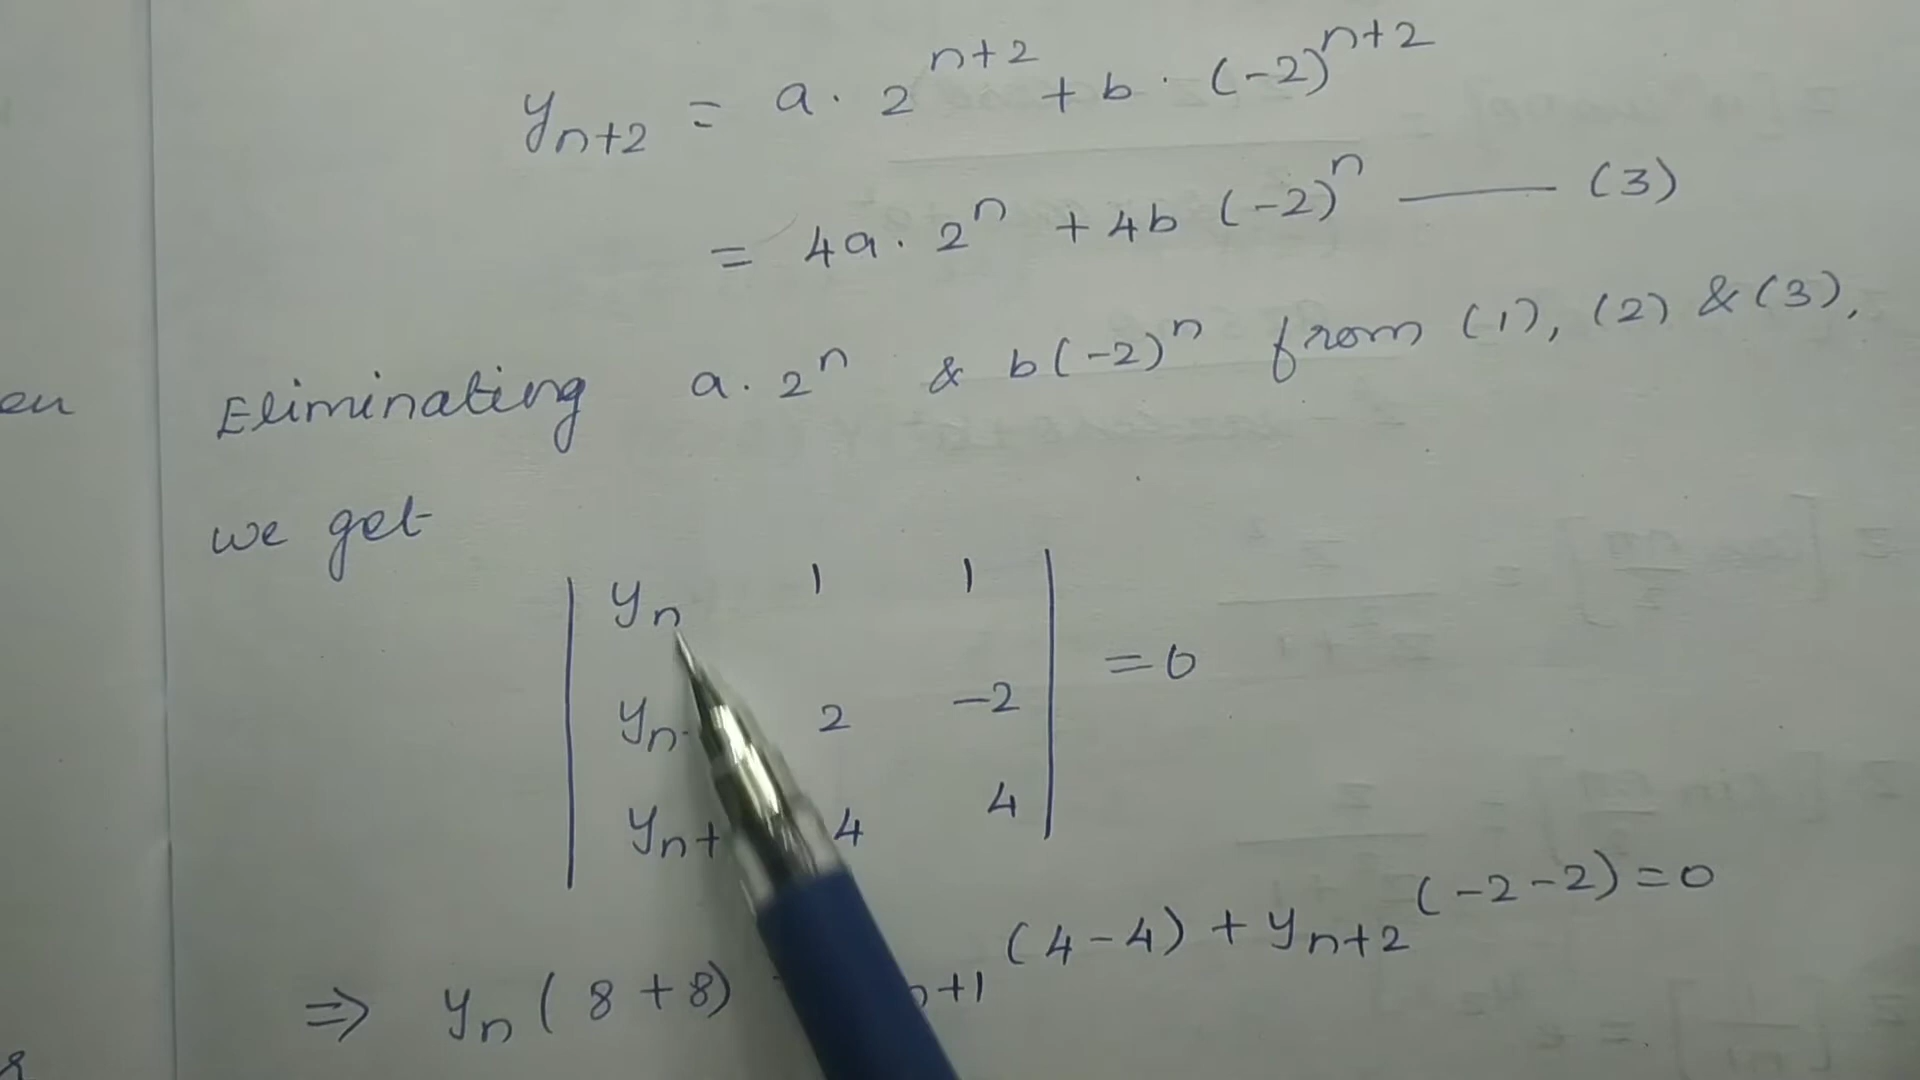 y_{n+2} = a · 2^{n+2} + b · (-2)^{n+2}
= 4a · 2^n + 4b (-2)^n —— (3)
Eliminating a · 2^n & b(-2)^n from (1), (2) & (3),
en
we get
| y_n 1 1 |
| y_n 2 -2 | = 0
| y_{n+ 4 4 |
⇒ y_n (8+8) n+1 (4-4) + y_{n+2} (-2-2) = 0